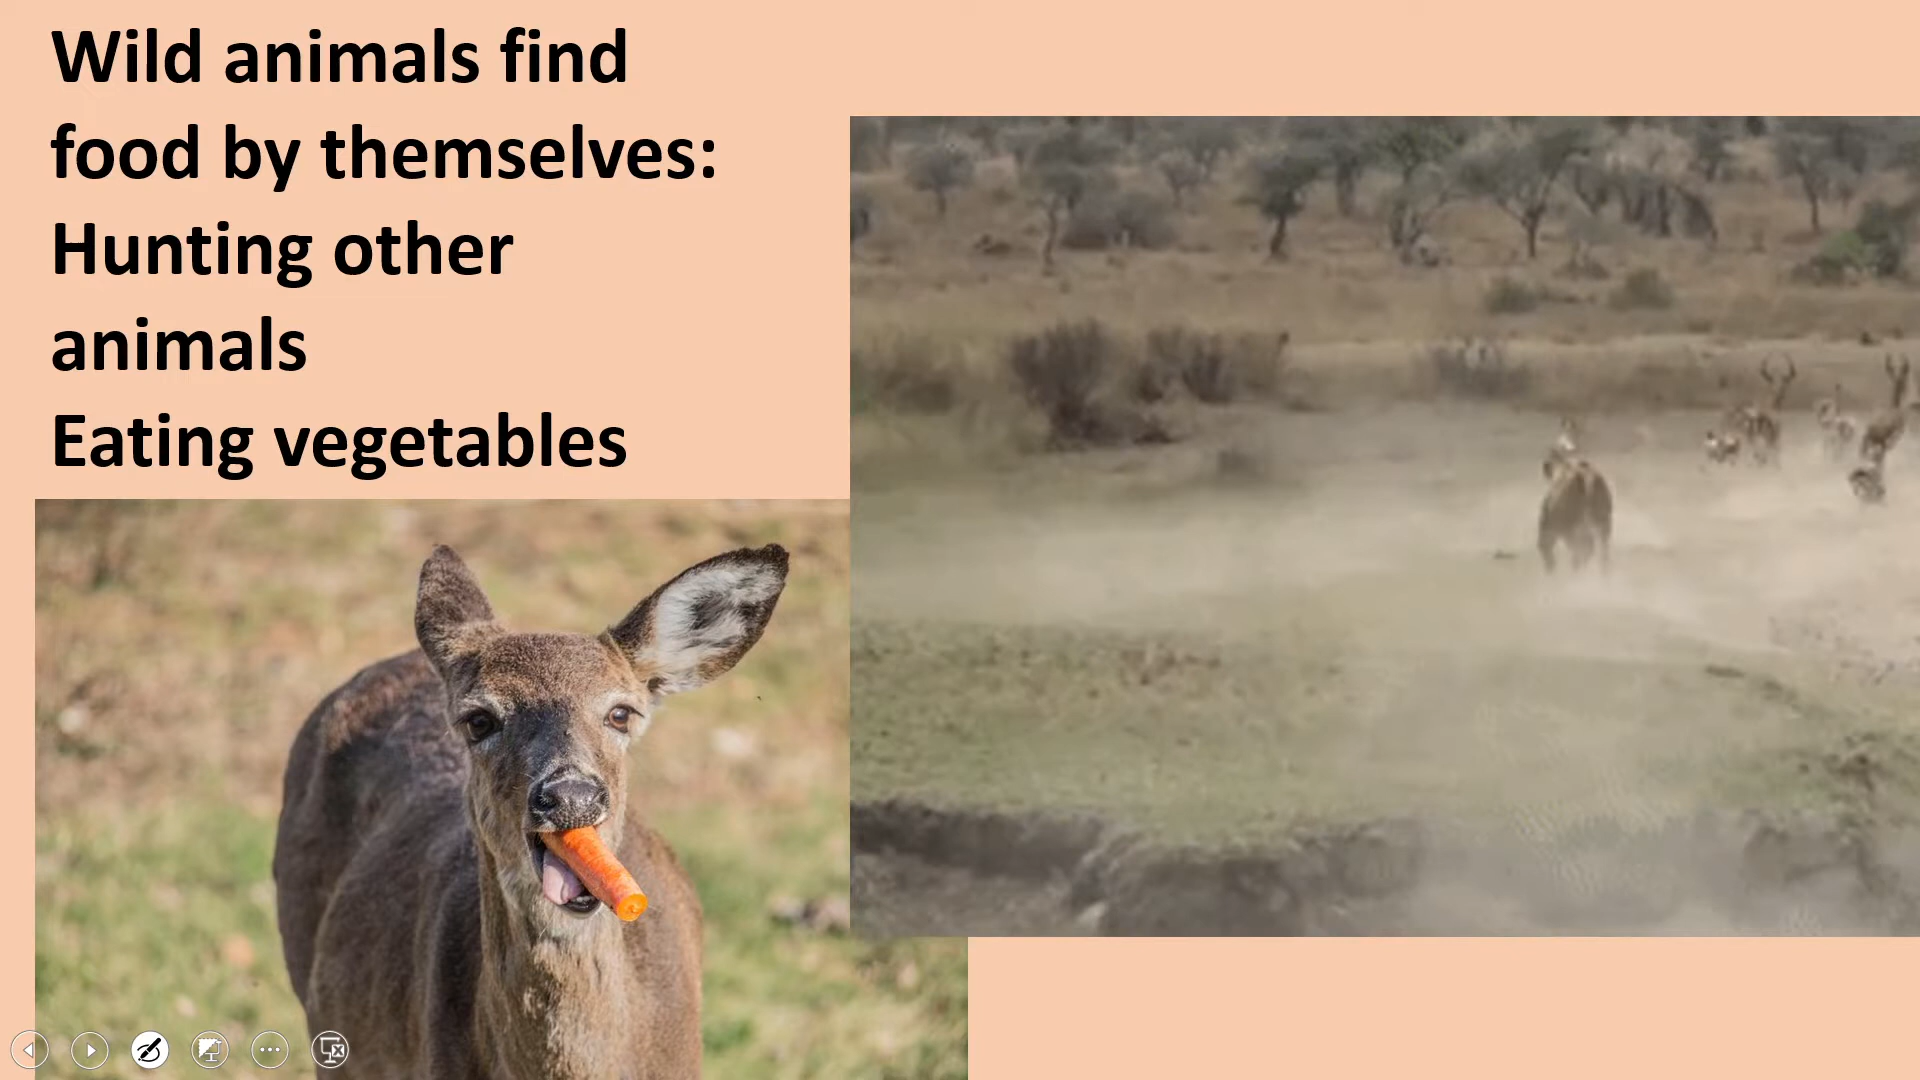 Wild animals find
food by themselves:
Hunting other
animals
Eating vegetables